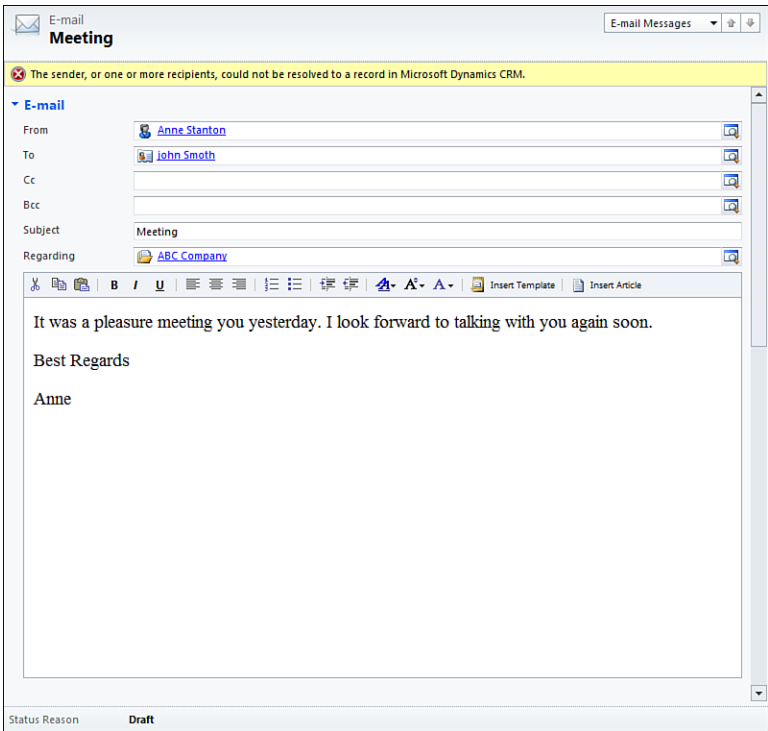 E-mail
Meeting
E-mail Messages
The sender, or one or more recipients, could not be resolved to a record in Microsoft Dynamics CRM.
E-mail
From Anne Stanton
To john Smoth
Cc
Bcc
Subject Meeting
Regarding ABC Company
B I U A A A Insert Template Insert Article
It was a pleasure meeting you yesterday. I look forward to talking with you again soon.
Best Regards
Anne
Status Reason Draft